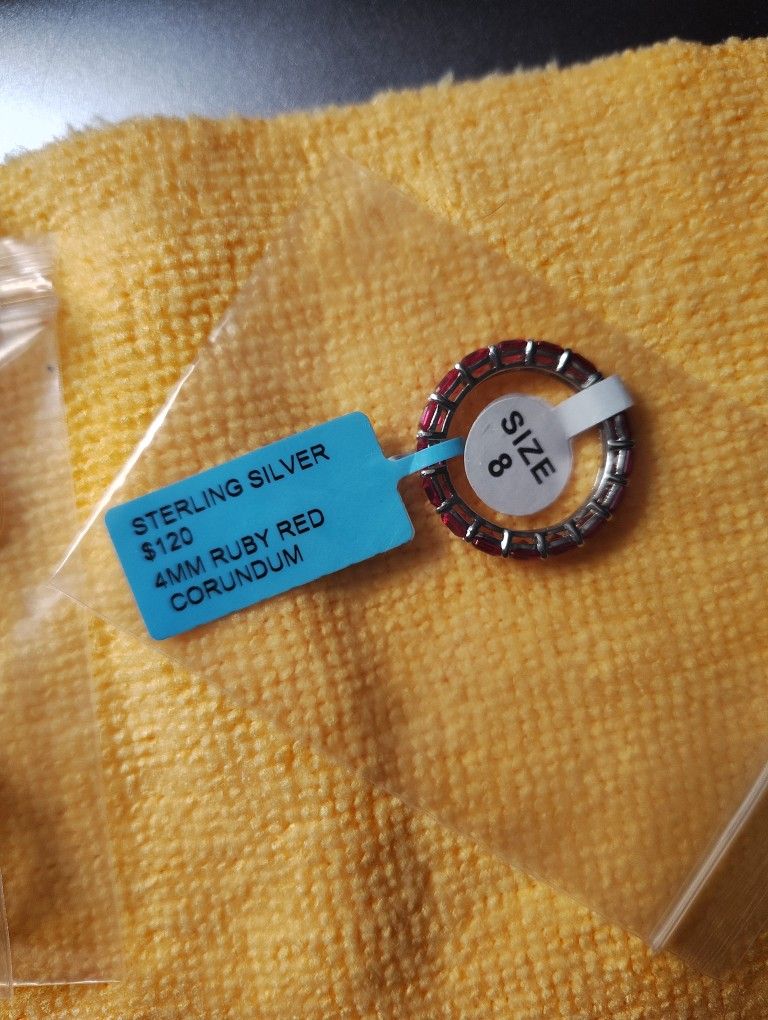 STERLING SILVER
$120
4MM RUBY RED
CORUNDUM
SIZE
8